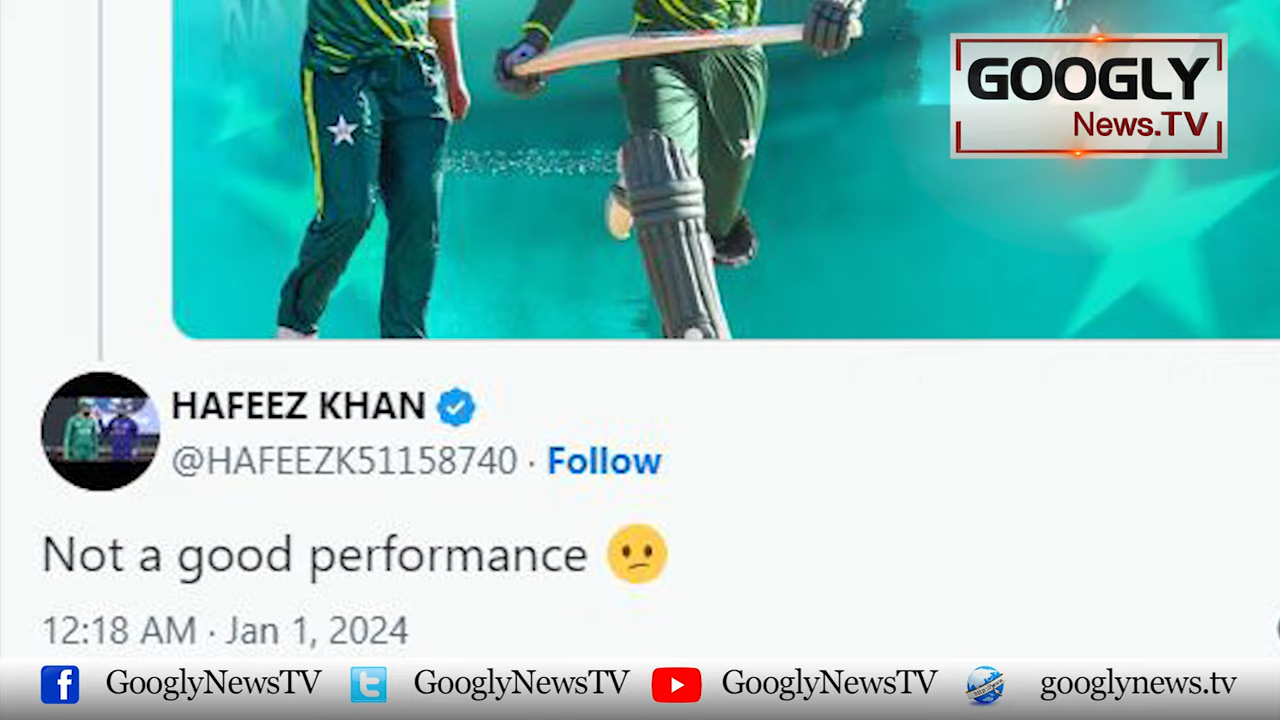 GOOGLY
News.TV
HAFEEZ KHAN
@HAFEEZK51158740 · Follow
Not a good performance 😕
12:18 AM · Jan 1, 2024
GooglyNewsTV GooglyNewsTV GooglyNewsTV googlynews.tv